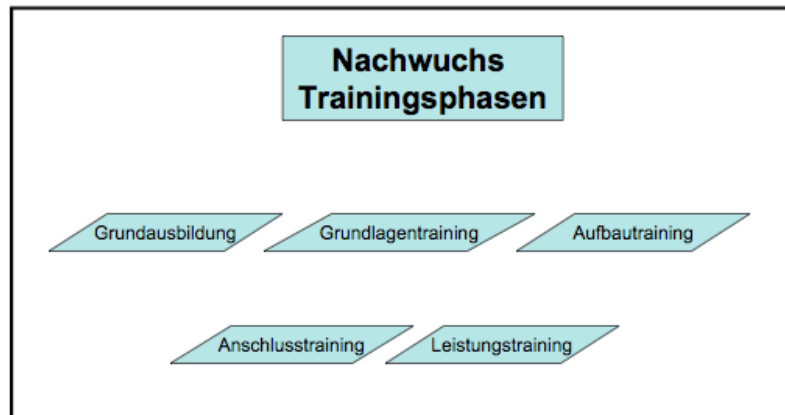 Nachwuchs
Trainingsphasen
Grundausbildung
Grundlagentraining
Aufbautraining
Anschlusstraining
Leistungstraining